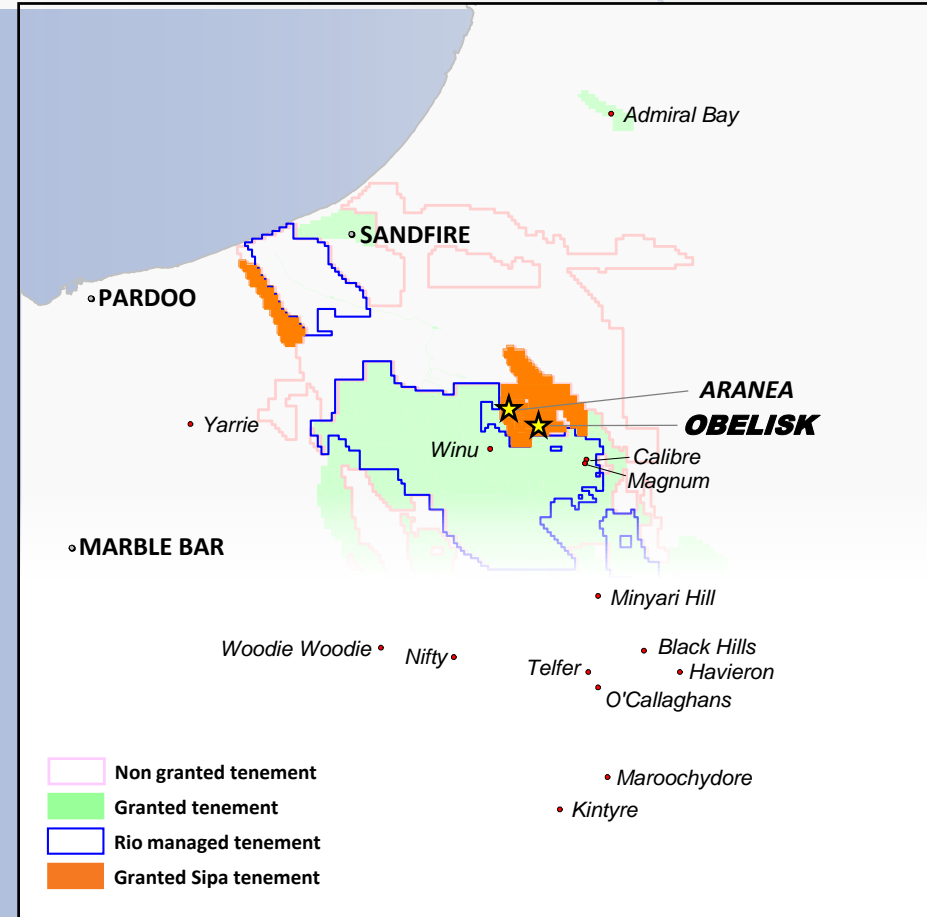 Admiral Bay
SANDFIRE
PARDOO
ARANEA
Yarrie
OBELISK
Winu
Calibre
Magnum
MARBLE BAR
Minyari Hill
Woodie Woodie
Nifty
Black Hills
Telfer
Havieron
O'Callaghans
Maroochydore
Kintyre
Non granted tenement
Granted tenement
Rio managed tenement
Granted Sipa tenement